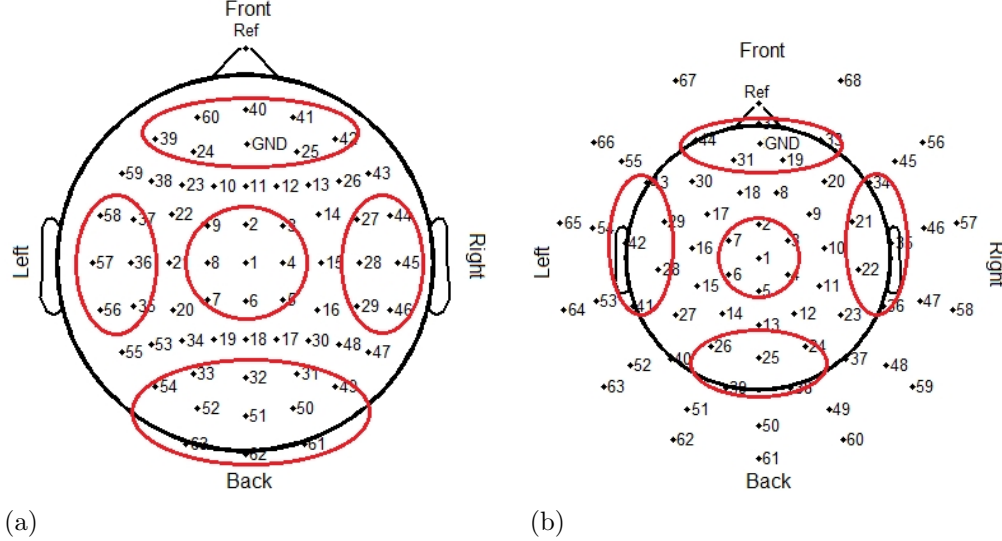 Front
Ref
60 40 41
39 GND 42
24 25
59 38 23 10 11 12 13 26 43
58 37 22 9 2 3 14 27 44
Left
57 36 8 1 4 15 28 45
Right
56 35 20 7 6 5 16 29 46
55 53 34 19 18 17 30 48 47
54 33 32 31 49
52 51 50
63 62 61
Back
(a)
Front
67 68
Ref
66 44 GND 33 56
55 31 19 45
43 30 18 8 20 34
65 54 29 17 2 9 21 46 57
42 16 7 3 10 35
Left
28 6 1 4 22
Right
64 53 41 15 5 11 36 47 58
27 14 13 12 23
52 40 26 25 24 37 48
63 39 38 59
51 50 49
62 61 60
Back
(b)